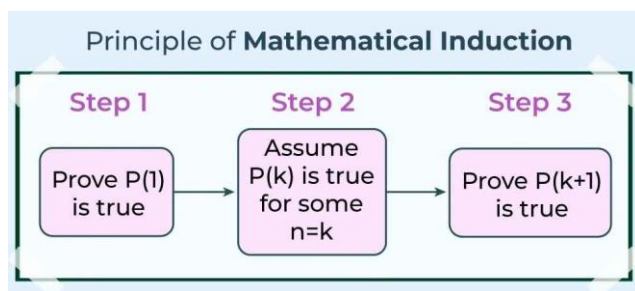 Principle of Mathematical Induction
Step 1
Step 2
Step 3
Prove P(1)
is true
Assume
P(k) is true
for some
n=k
Prove P(k+1)
is true